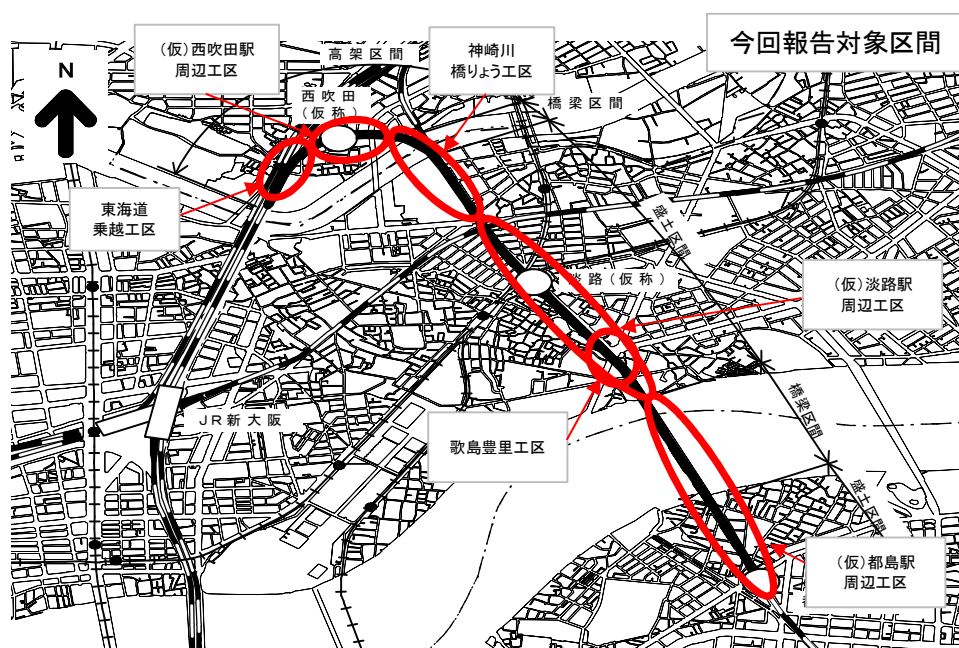 今回報告対象区間
(仮)西吹田駅
周辺工区
高架区間
神崎川
橋りょう工区
N
西吹田
(仮称)
橋梁区間
東海道
乗越工区
盛土区間
淡路(仮称)
(仮)淡路駅
周辺工区
JR新大阪
歌島豊里工区
橋梁区間
盛土区間
(仮)都島駅
周辺工区